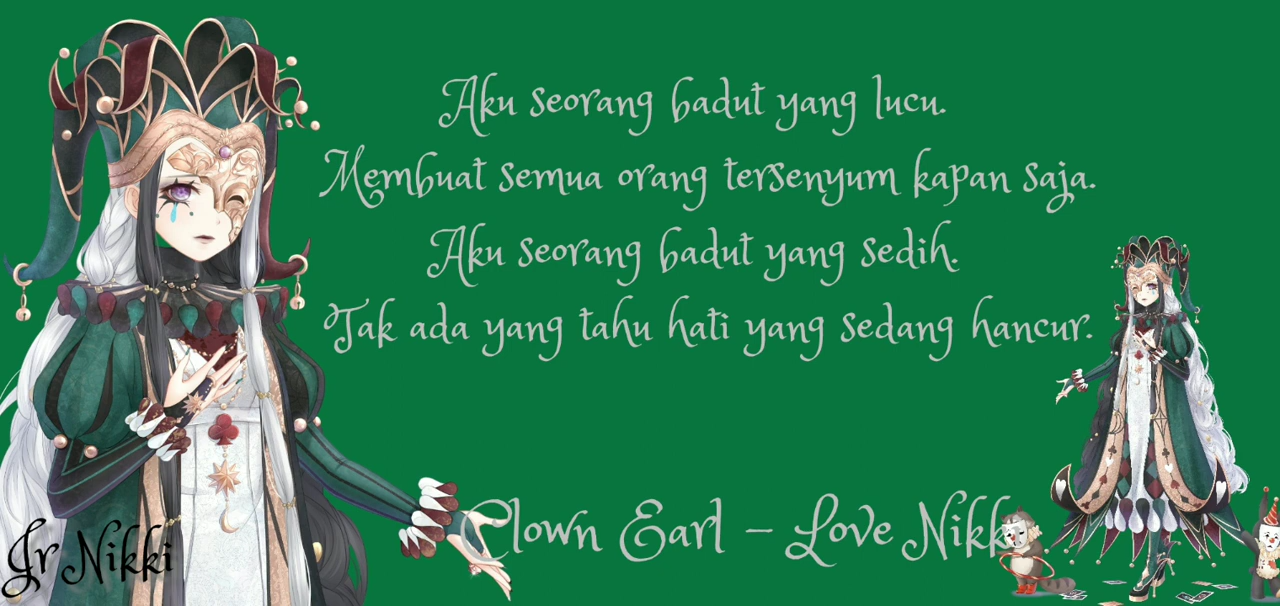 Aku seorang badut yang lucu.
Membuat semua orang tersenyum kapan saja.
Aku seorang badut yang sedih.
Tak ada yang tahu hati yang sedang hancur.
Clown Earl - Love Nikki
Jr Nikki